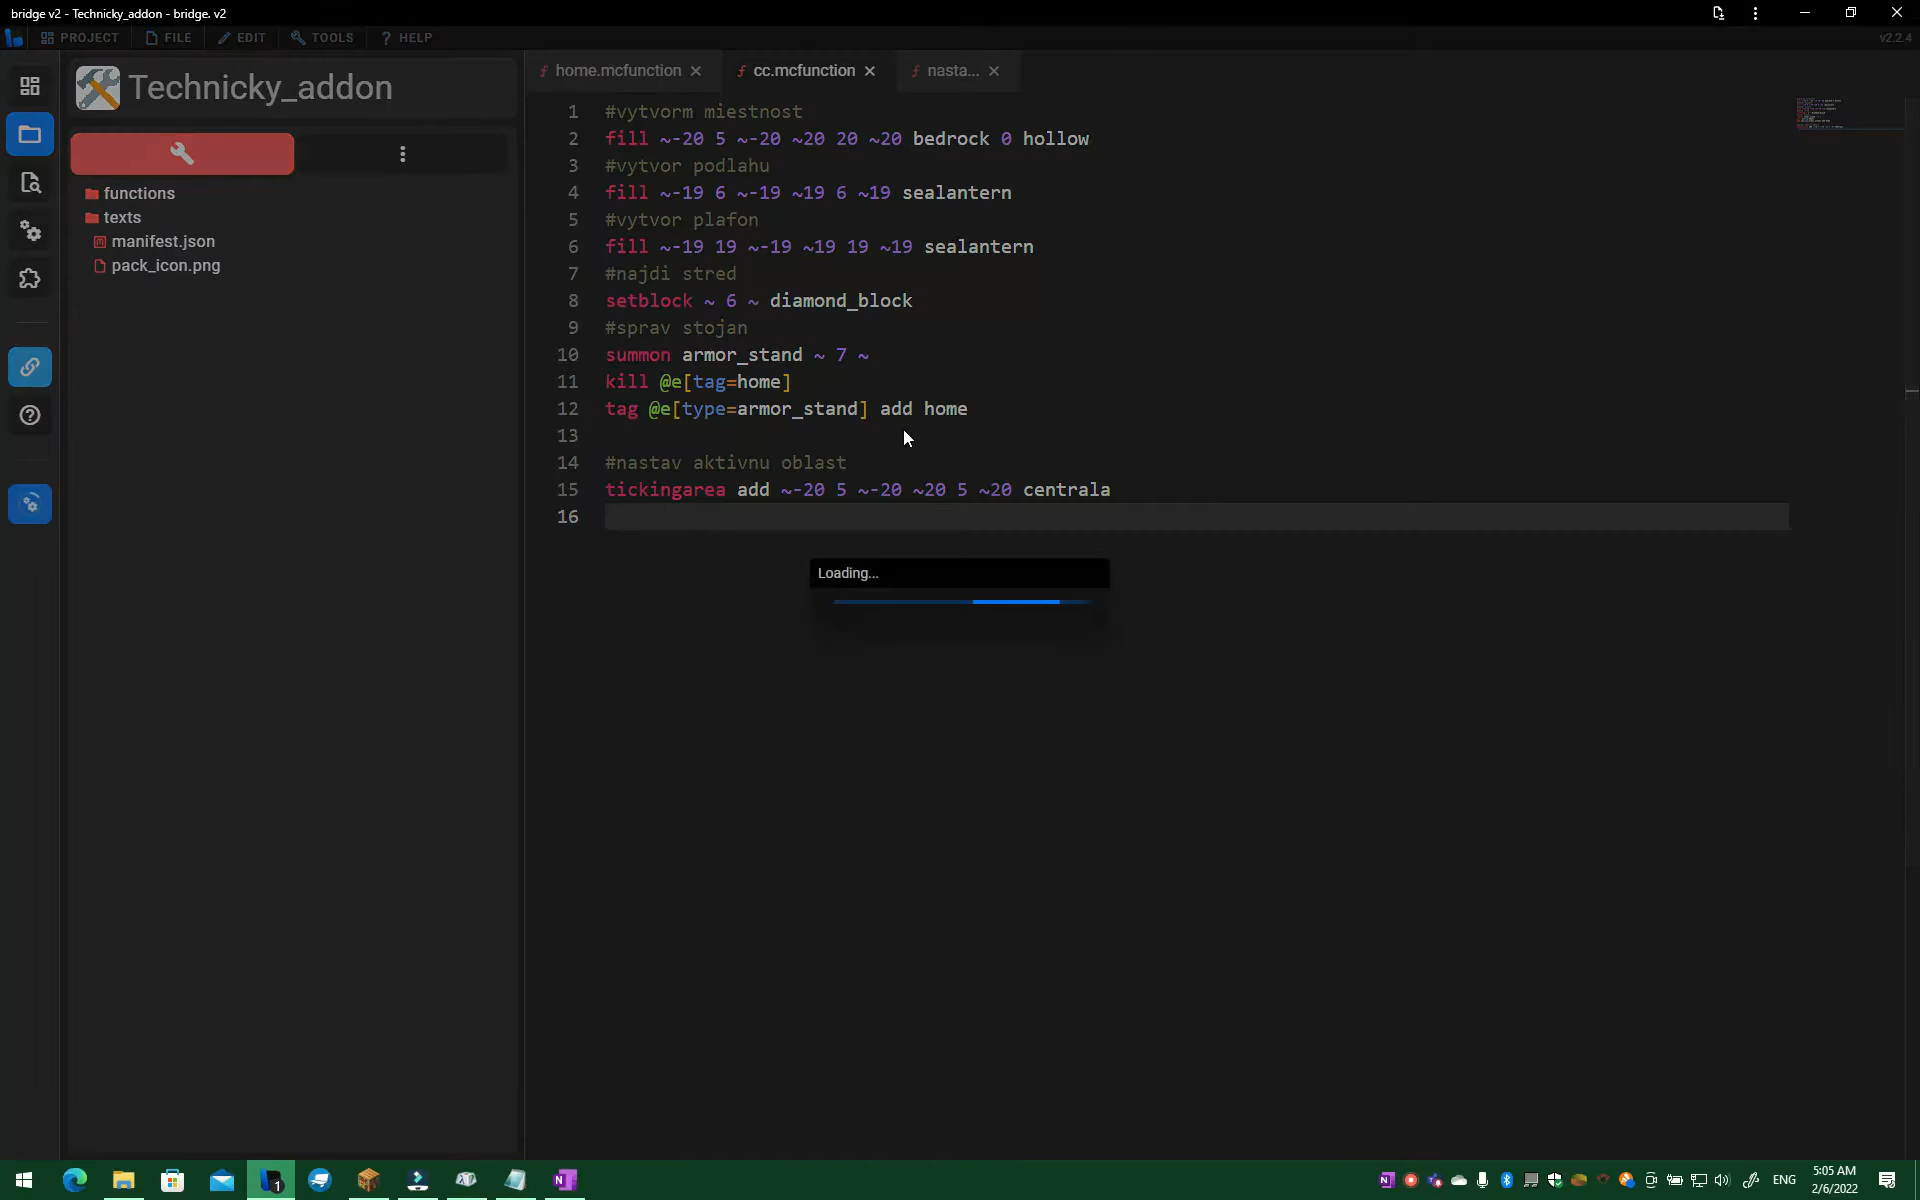 bridge v2 - Technicky_addon - bridge. v2
PROJECT FILE EDIT TOOLS ? HELP
v2.2.4
Technicky_addon
functions
texts
manifest.json
pack_icon.png
home.mcfunction cc.mcfunction nasta...
1 #vytvorm miestnost
2 fill ~-20 5 ~-20 ~20 20 ~20 bedrock 0 hollow
3 #vytvor podlahu
4 fill ~-19 6 ~-19 ~19 6 ~19 sealantern
5 #vytvor plafon
6 fill ~-19 19 ~-19 ~19 19 ~19 sealantern
7 #najdi stred
8 setblock ~ 6 ~ diamond_block
9 #sprav stojan
10 summon armor_stand ~ 7 ~
11 kill @e[tag=home]
12 tag @e[type=armor_stand] add home
13
14 #nastav aktivnu oblast
15 tickingarea add ~-20 5 ~-20 ~20 5 ~20 centrala
16
Loading...
ENG
5:05 AM
2/6/2022